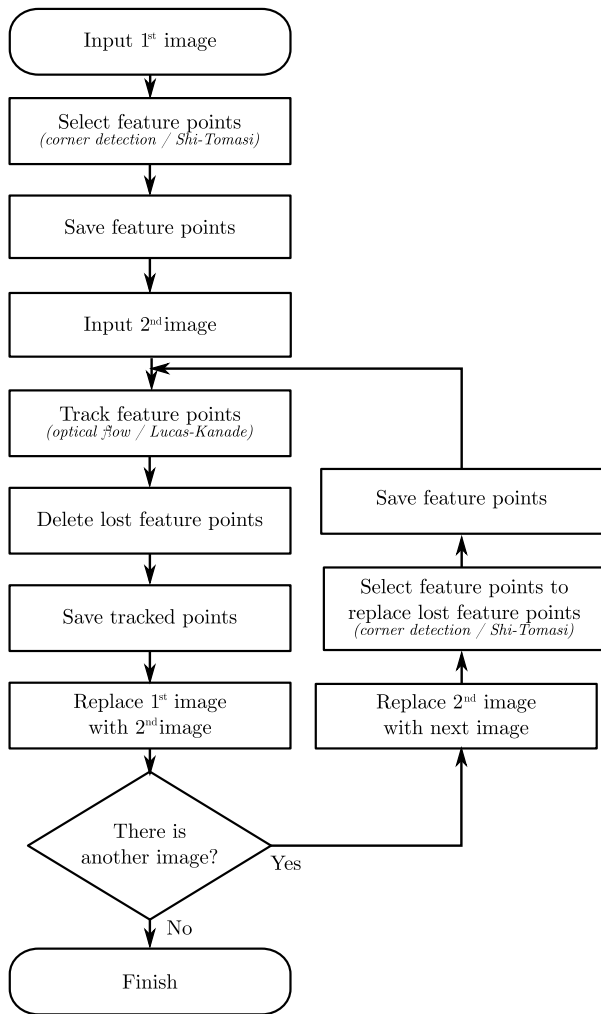 Input 1st image
Select feature points
(corner detection / Shi-Tomasi)
Save feature points
Input 2nd image
Track feature points
(optical flow / Lucas-Kanade)
Delete lost feature points
Save tracked points
Replace 1st image
with 2nd image
There is
another image?
Yes
No
Finish
Save feature points
Select feature points to
replace lost feature points
(corner detection / Shi-Tomasi)
Replace 2nd image
with next image